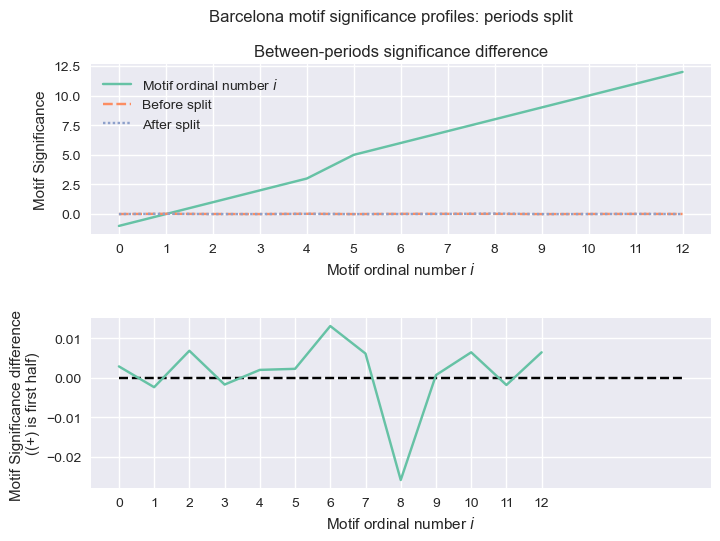 Barcelona motif significance profiles: periods split
Between-periods significance difference
Motif Significance
12.5
10.0
7.5
5.0
2.5
0.0
Motif ordinal number i
Before split
After split
0 1 2 3 4 5 6 7 8 9 10 11 12
Motif ordinal number i
Motif Significance difference
((+) is first half)
0.01
0.00
−0.01
−0.02
0 1 2 3 4 5 6 7 8 9 10 11 12
Motif ordinal number i